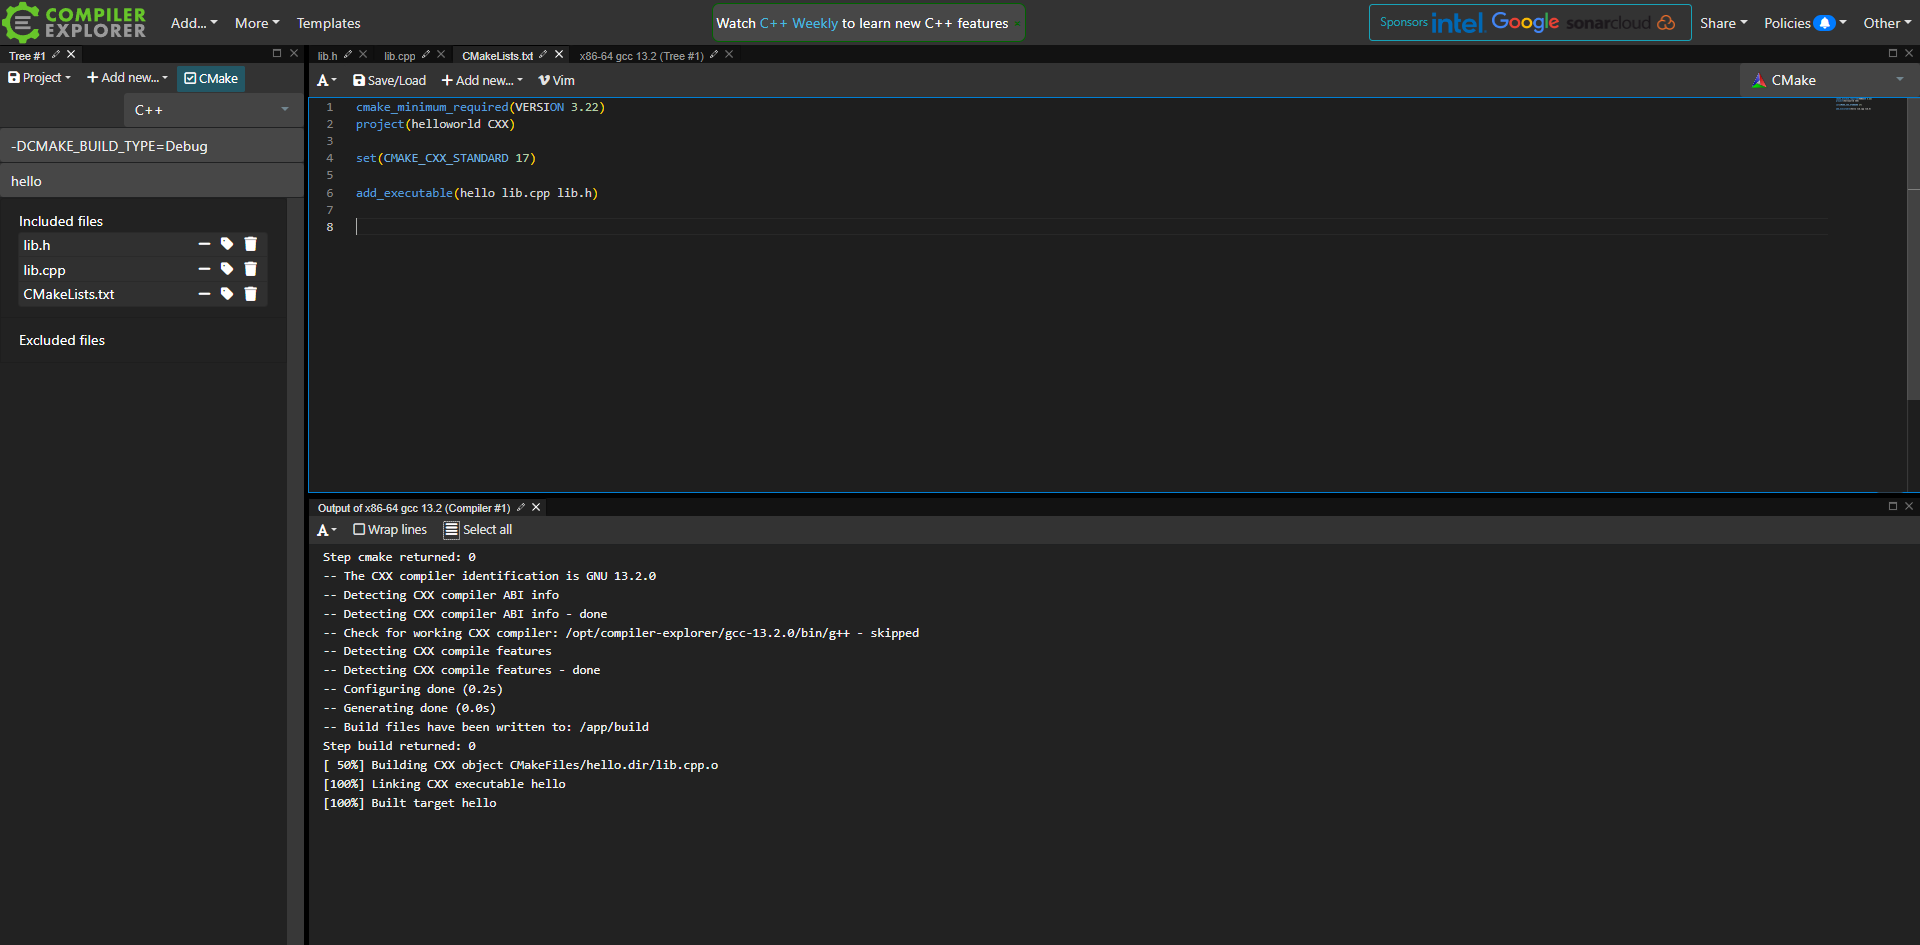 COMPILER EXPLORER
Add...
More
Templates
Watch C++ Weekly to learn new C++ features
Sponsors intel. Google sonarcloud
Share
Policies
Other
Tree #1
Project
Add new...
CMake
C++
-DCMAKE_BUILD_TYPE=Debug
hello
Included files
lib.h
lib.cpp
CMakeLists.txt
Excluded files
lib.h
lib.cpp
CMakeLists.txt
x86-64 gcc 13.2 (Tree #1)
A
Save/Load
Add new...
Vim
CMake
1 cmake_minimum_required(VERSION 3.22)
2 project(helloworld CXX)
3
4 set(CMAKE_CXX_STANDARD 17)
5
6 add_executable(hello lib.cpp lib.h)
7
8
Output of x86-64 gcc 13.2 (Compiler #1)
A
Wrap lines
Select all
Step cmake returned: 0
-- The CXX compiler identification is GNU 13.2.0
-- Detecting CXX compiler ABI info
-- Detecting CXX compiler ABI info - done
-- Check for working CXX compiler: /opt/compiler-explorer/gcc-13.2.0/bin/g++ - skipped
-- Detecting CXX compile features
-- Detecting CXX compile features - done
-- Configuring done (0.2s)
-- Generating done (0.0s)
-- Build files have been written to: /app/build
Step build returned: 0
[ 50%] Building CXX object CMakeFiles/hello.dir/lib.cpp.o
[100%] Linking CXX executable hello
[100%] Built target hello